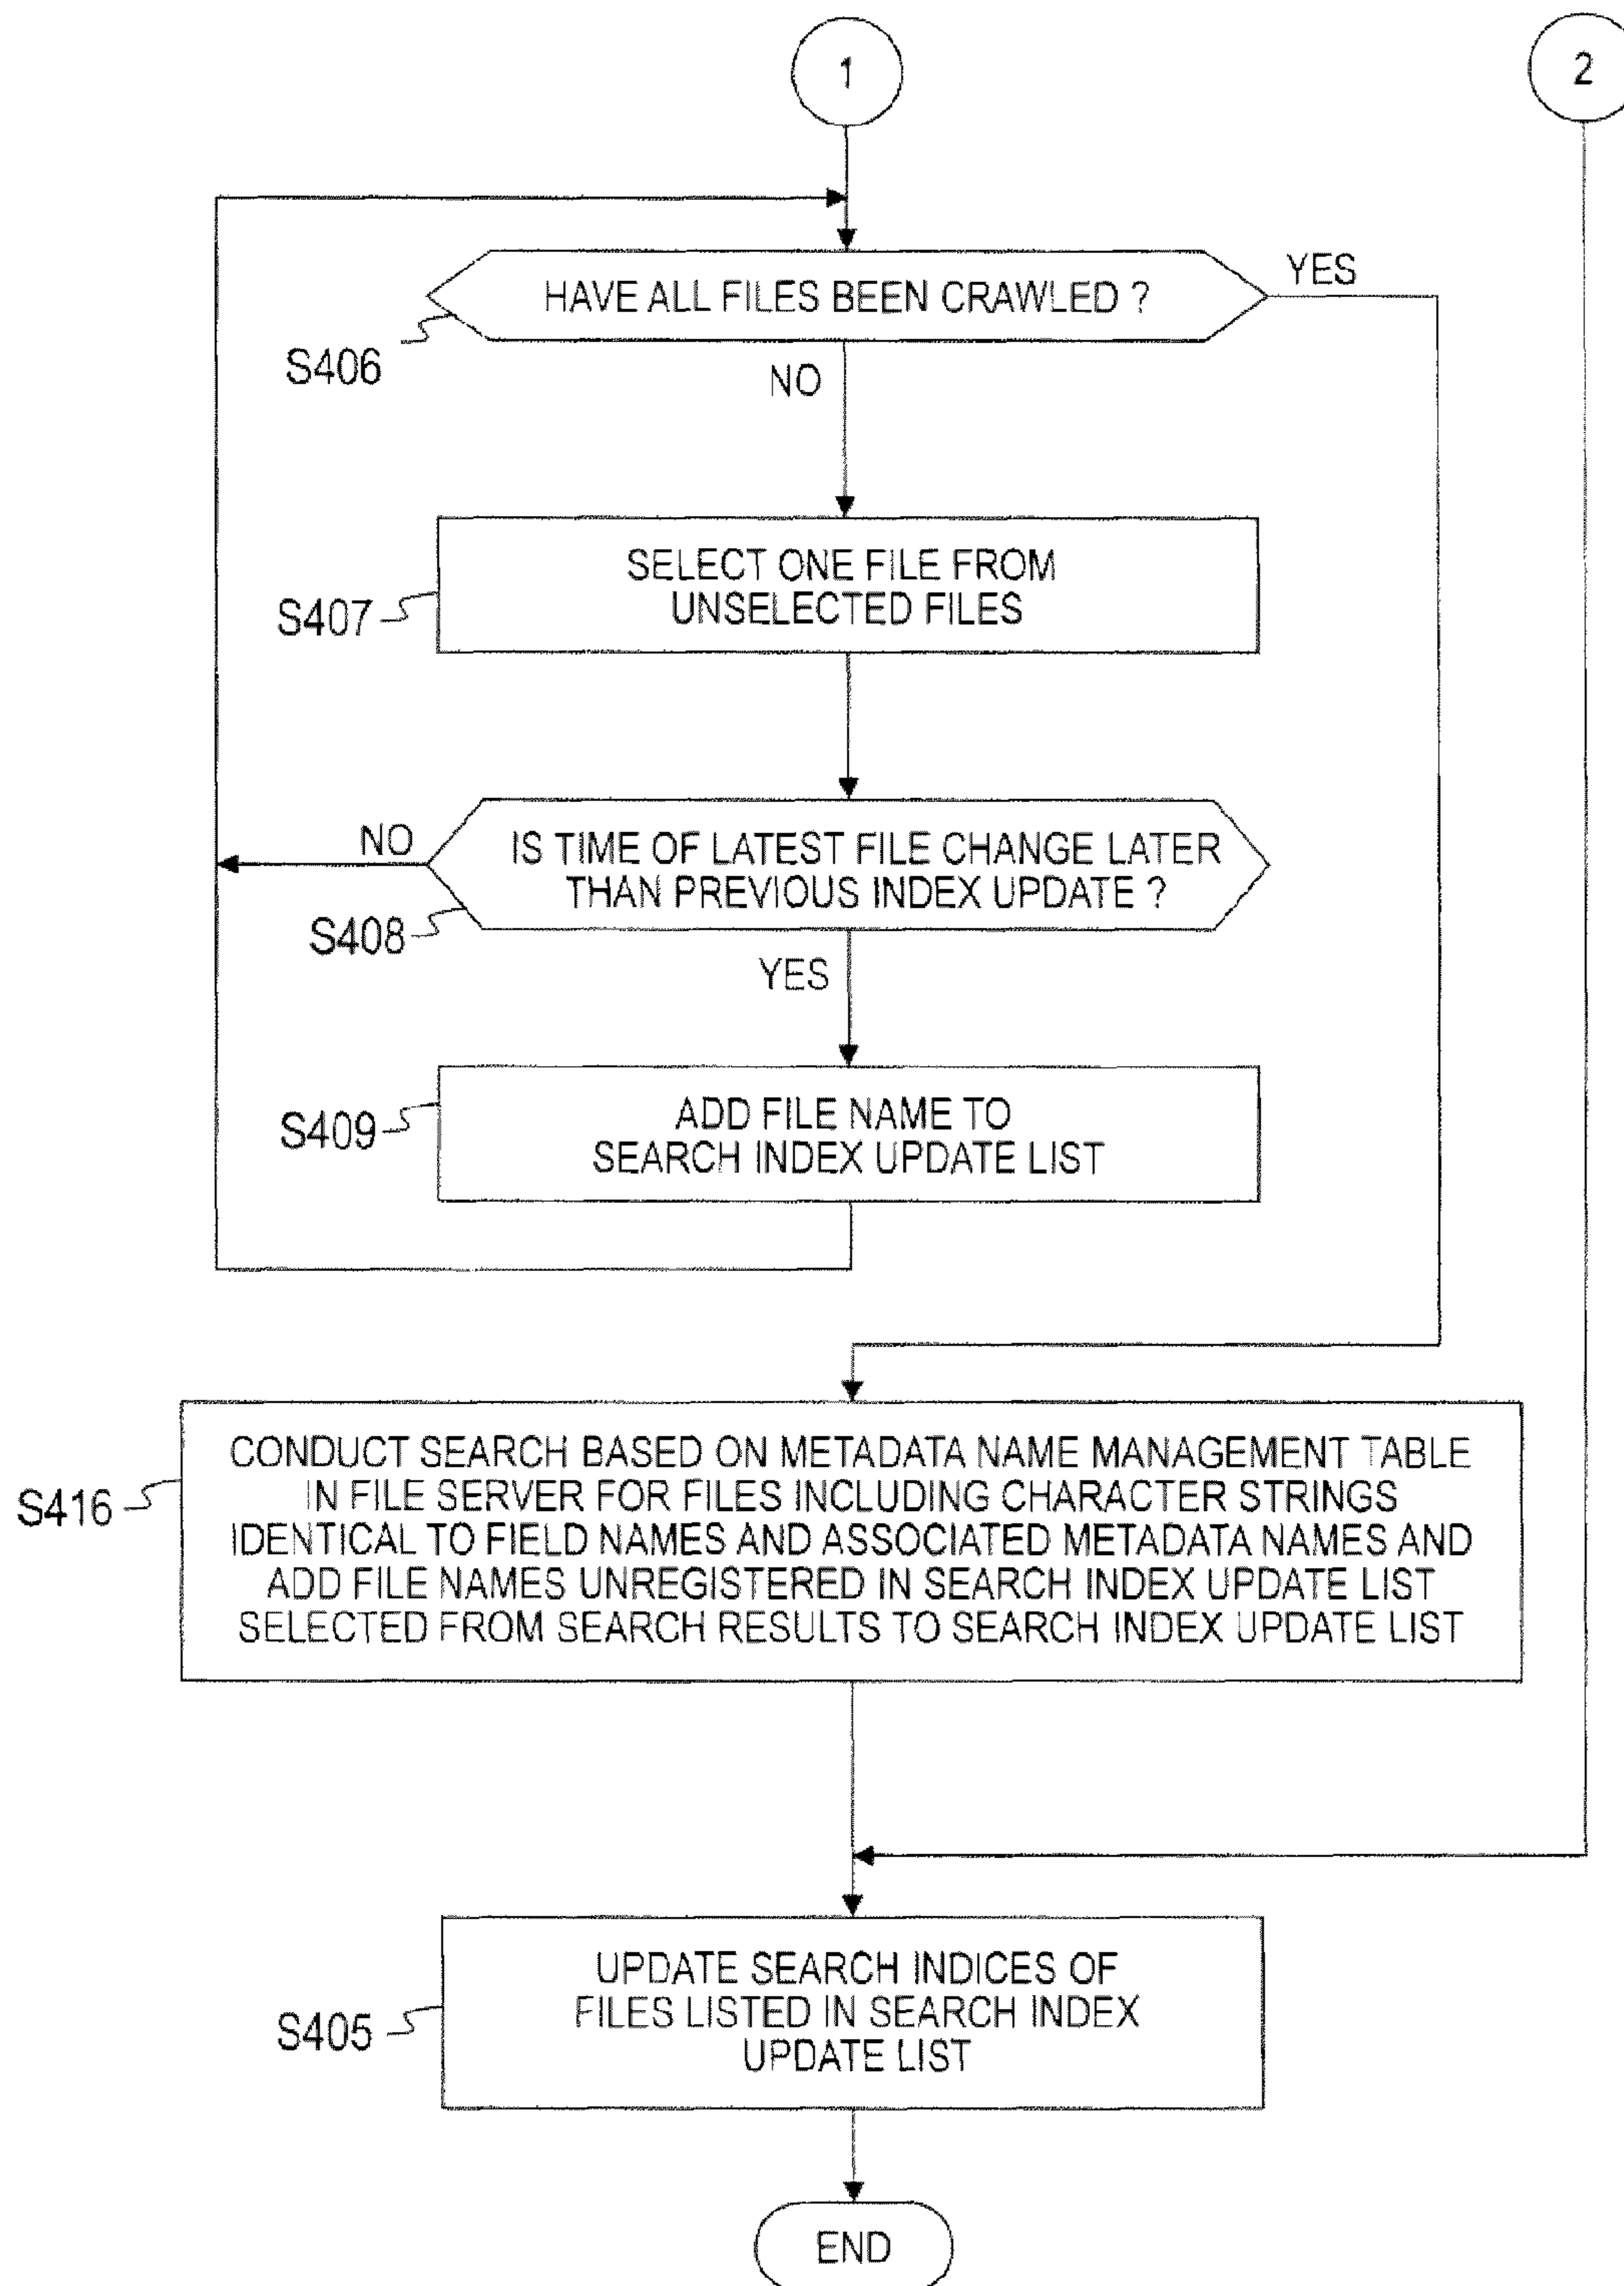 1
2
HAVE ALL FILES BEEN CRAWLED ?
YES
S406
NO
SELECT ONE FILE FROM
UNSELECTED FILES
S407
NO
IS TIME OF LATEST FILE CHANGE LATER
THAN PREVIOUS INDEX UPDATE ?
S408
YES
ADD FILE NAME TO
SEARCH INDEX UPDATE LIST
S409
CONDUCT SEARCH BASED ON METADATA NAME MANAGEMENT TABLE
IN FILE SERVER FOR FILES INCLUDING CHARACTER STRINGS
IDENTICAL TO FIELD NAMES AND ASSOCIATED METADATA NAMES AND
ADD FILE NAMES UNREGISTERED IN SEARCH INDEX UPDATE LIST
SELECTED FROM SEARCH RESULTS TO SEARCH INDEX UPDATE LIST
S416
UPDATE SEARCH INDICES OF
FILES LISTED IN SEARCH INDEX
UPDATE LIST
S405
END